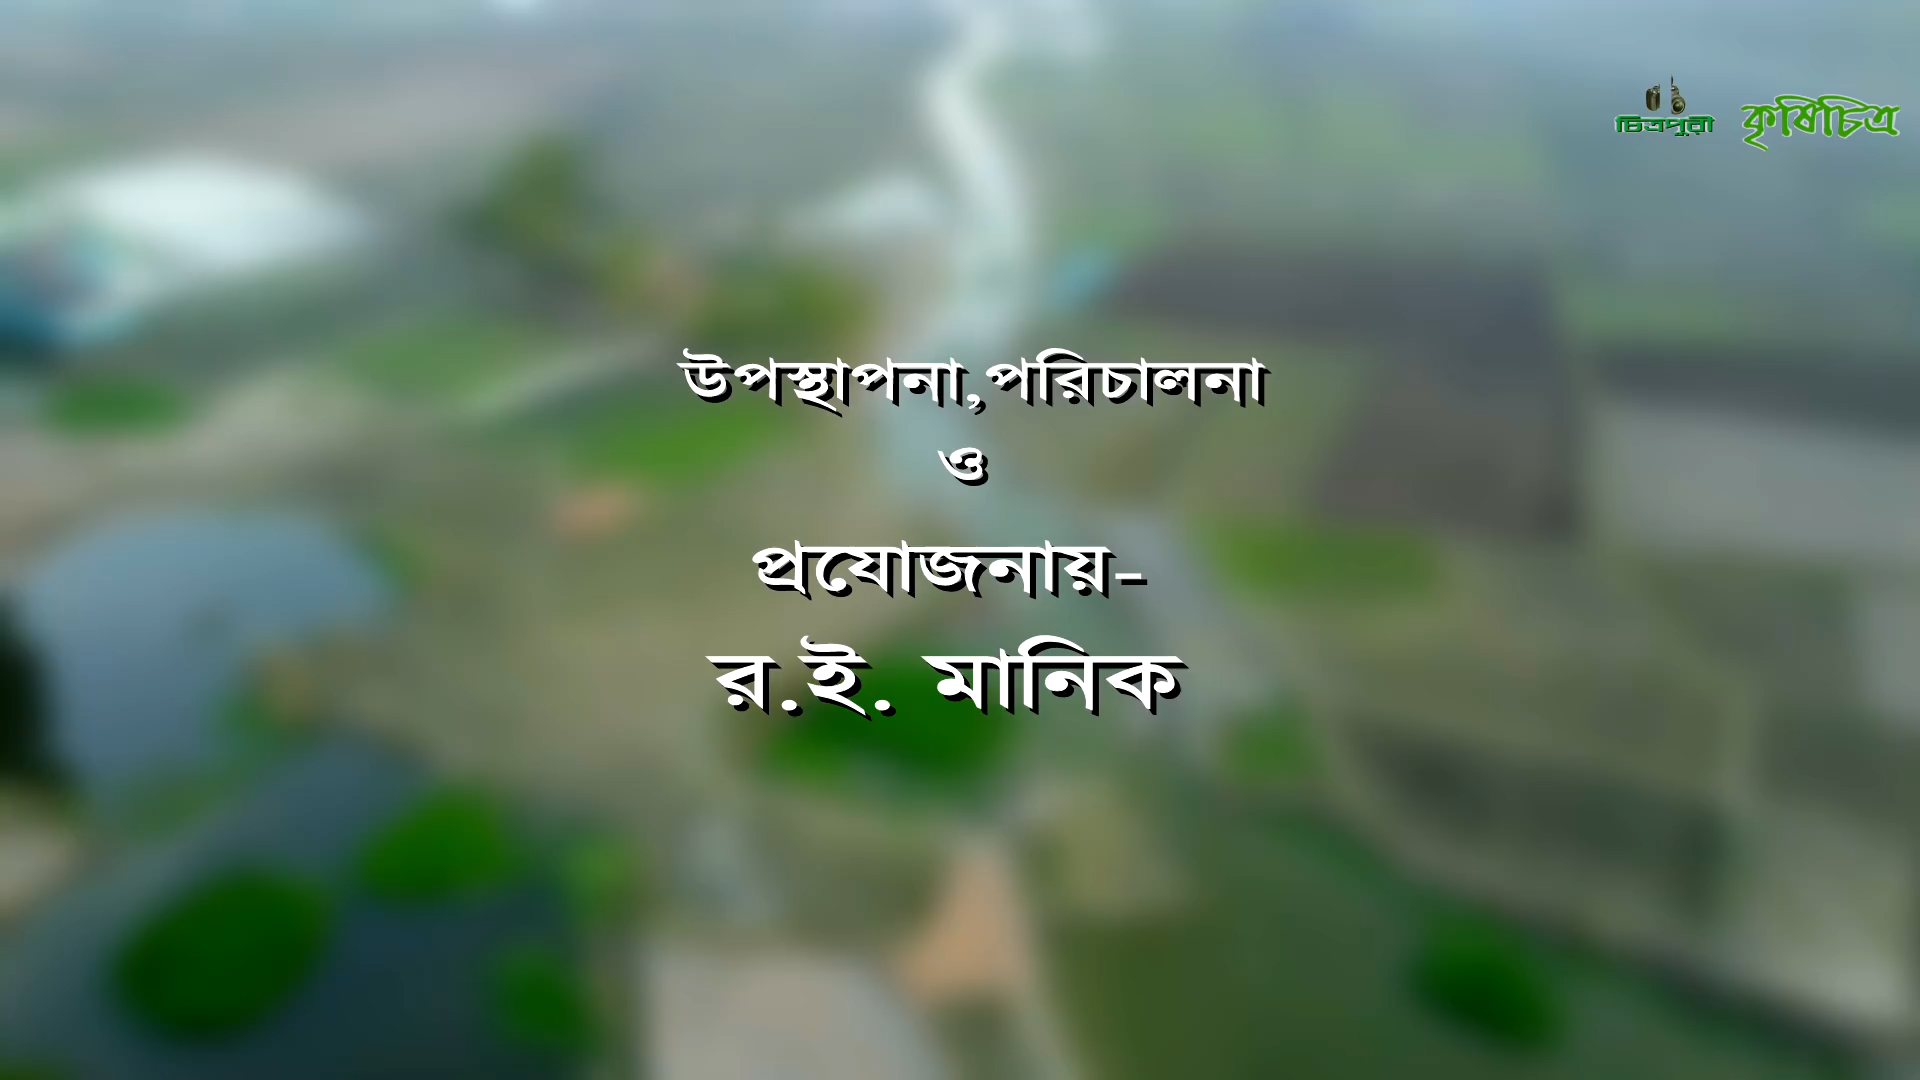 চিত্রপুরী কৃষিচিত্র
উপস্থাপনা,পরিচালনা
ও
প্রযোজনায়-
র.ই. মানিক